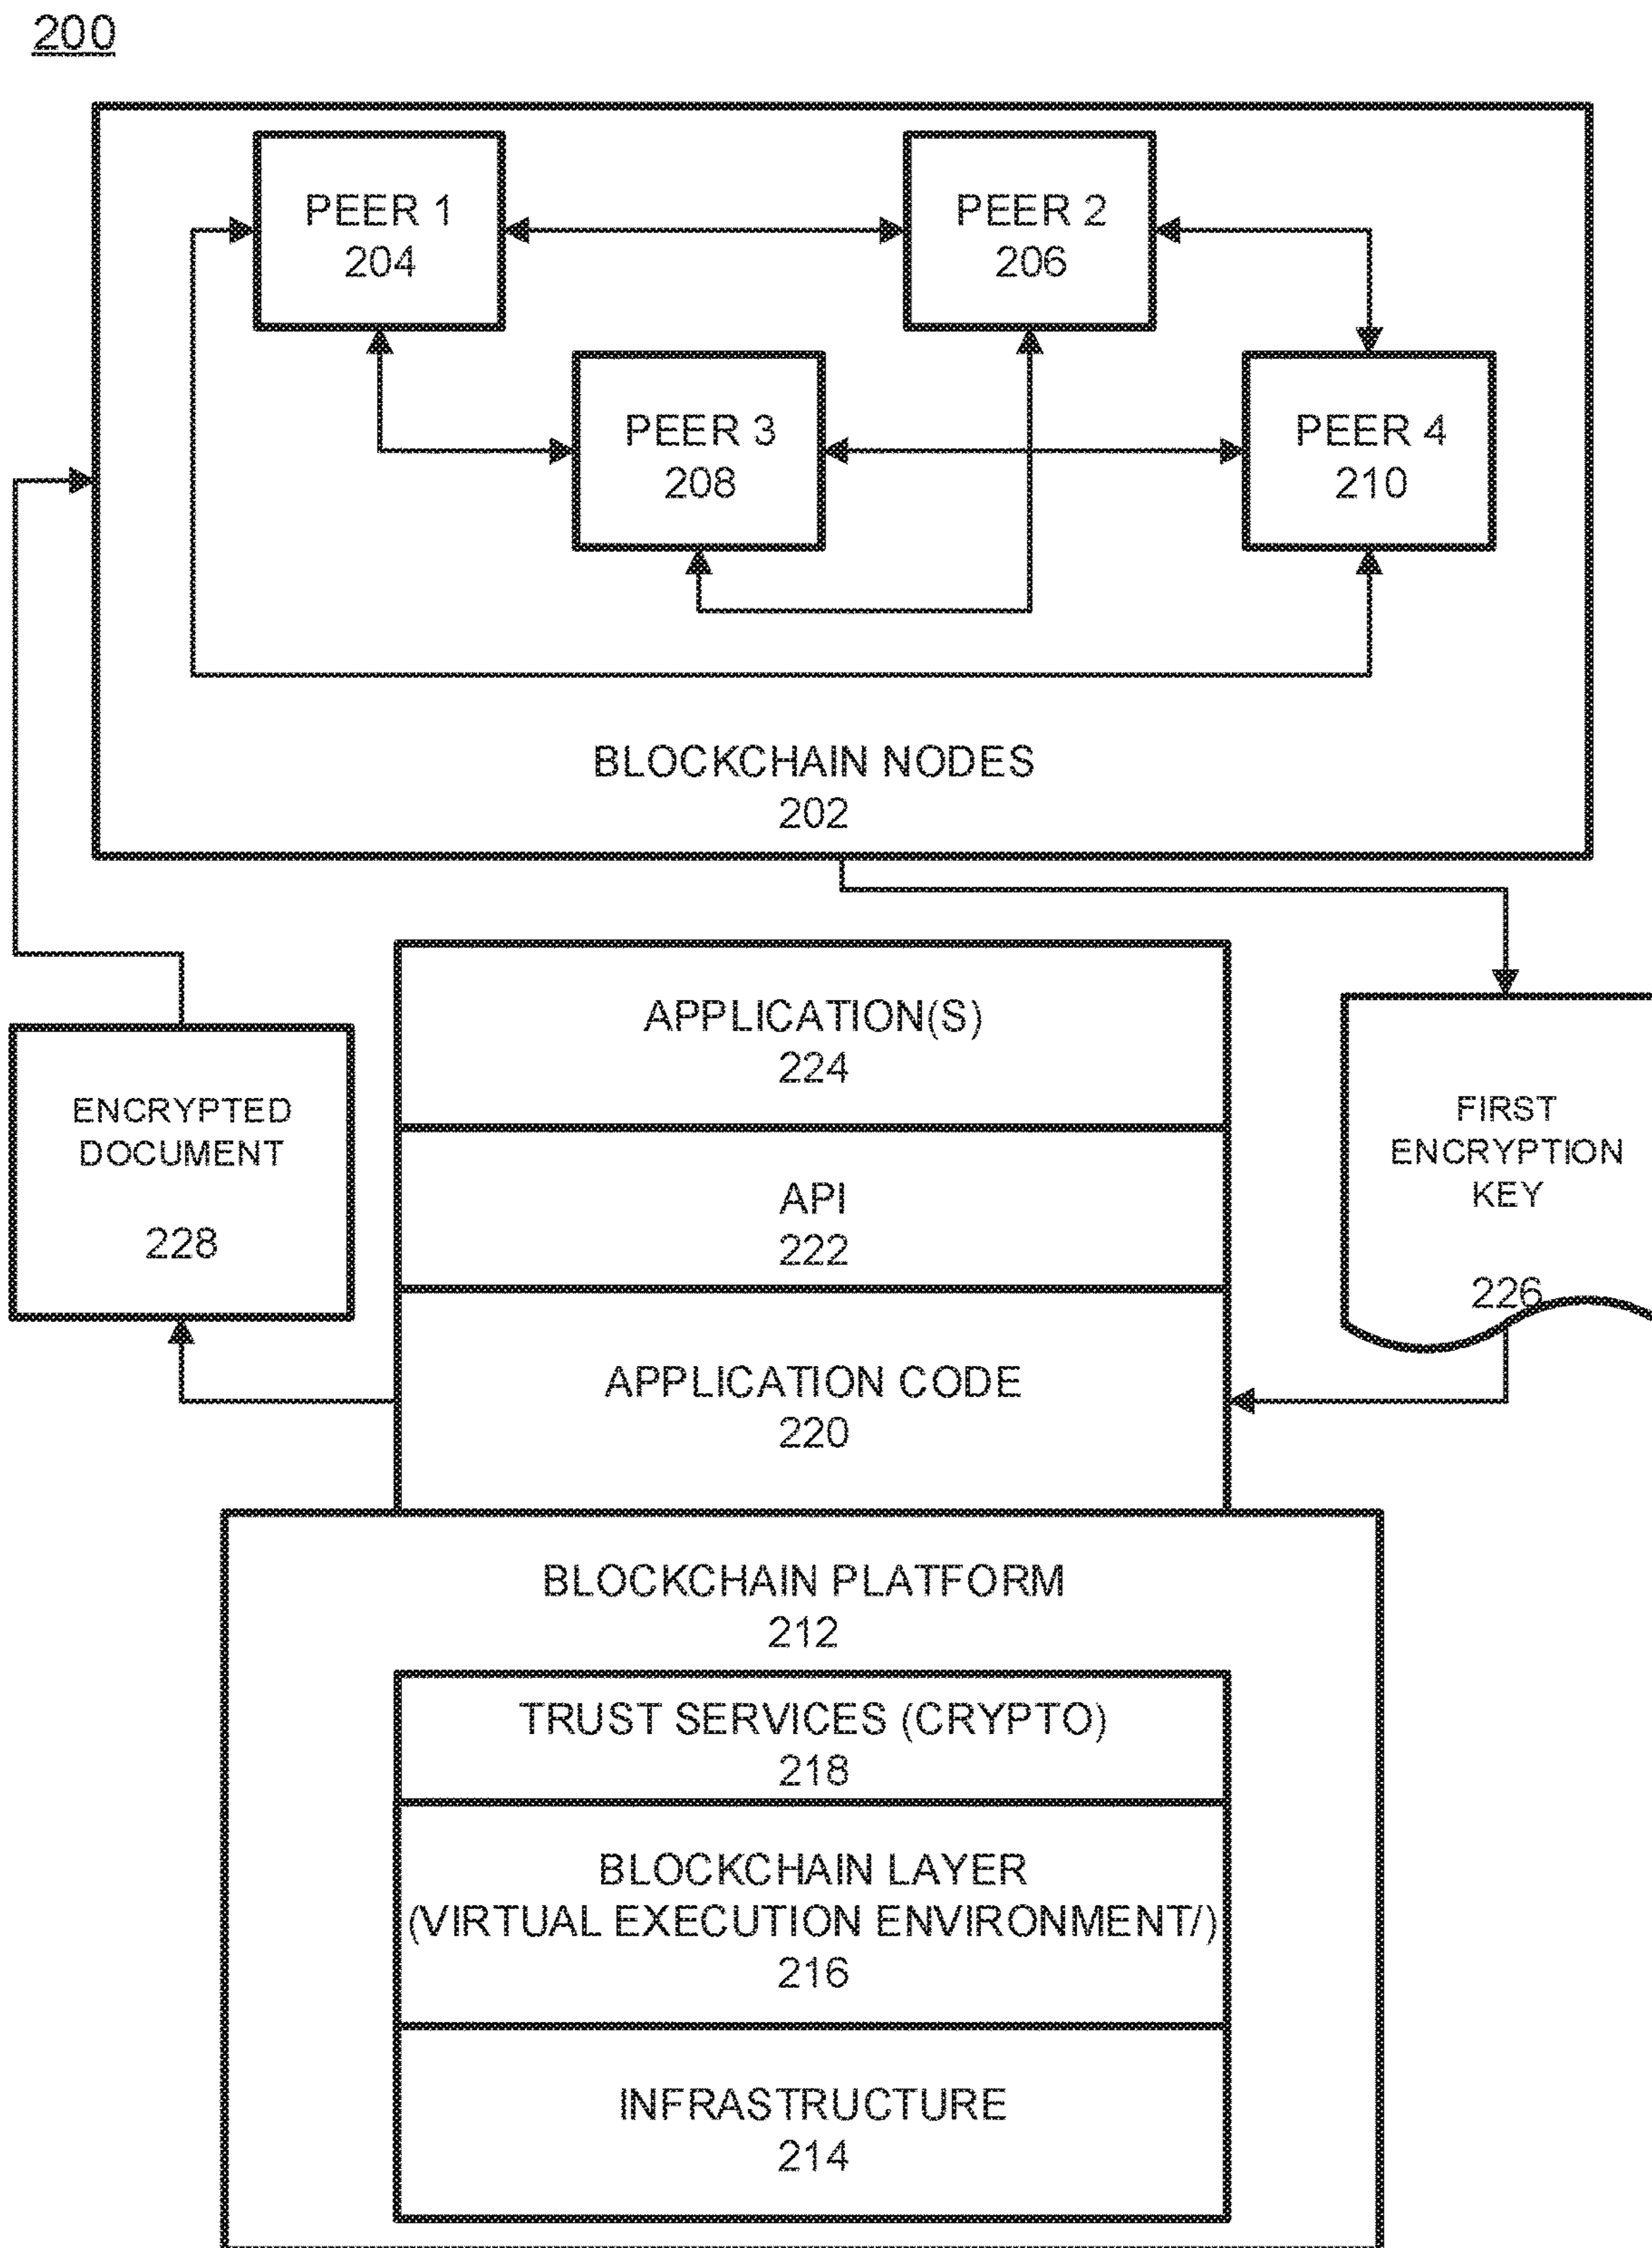 200
PEER 1
204
PEER 2
206
PEER 3
208
PEER 4
210
BLOCKCHAIN NODES
202
APPLICATION(S)
224
API
222
APPLICATION CODE
220
ENCRYPTED
DOCUMENT
228
FIRST
ENCRYPTION
KEY
226
BLOCKCHAIN PLATFORM
212
TRUST SERVICES (CRYPTO)
218
BLOCKCHAIN LAYER
(VIRTUAL EXECUTION ENVIRONMENT/)
216
INFRASTRUCTURE
214